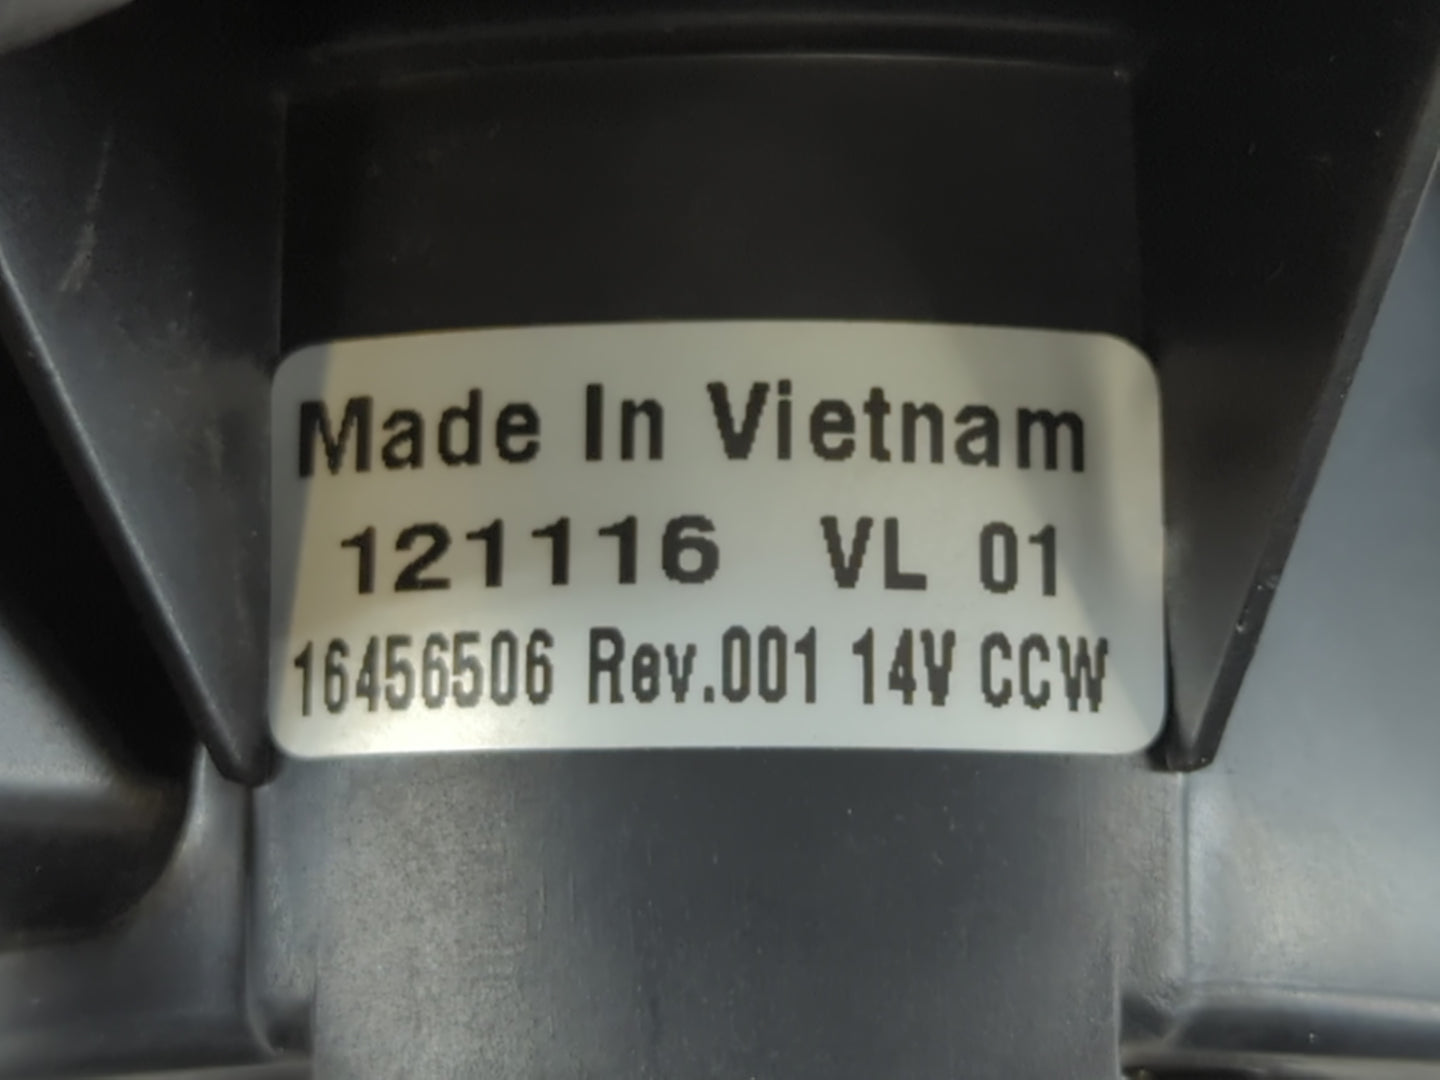 Made In Vietnam
121116 VL 01
16456506 Rev.001 14V CCW